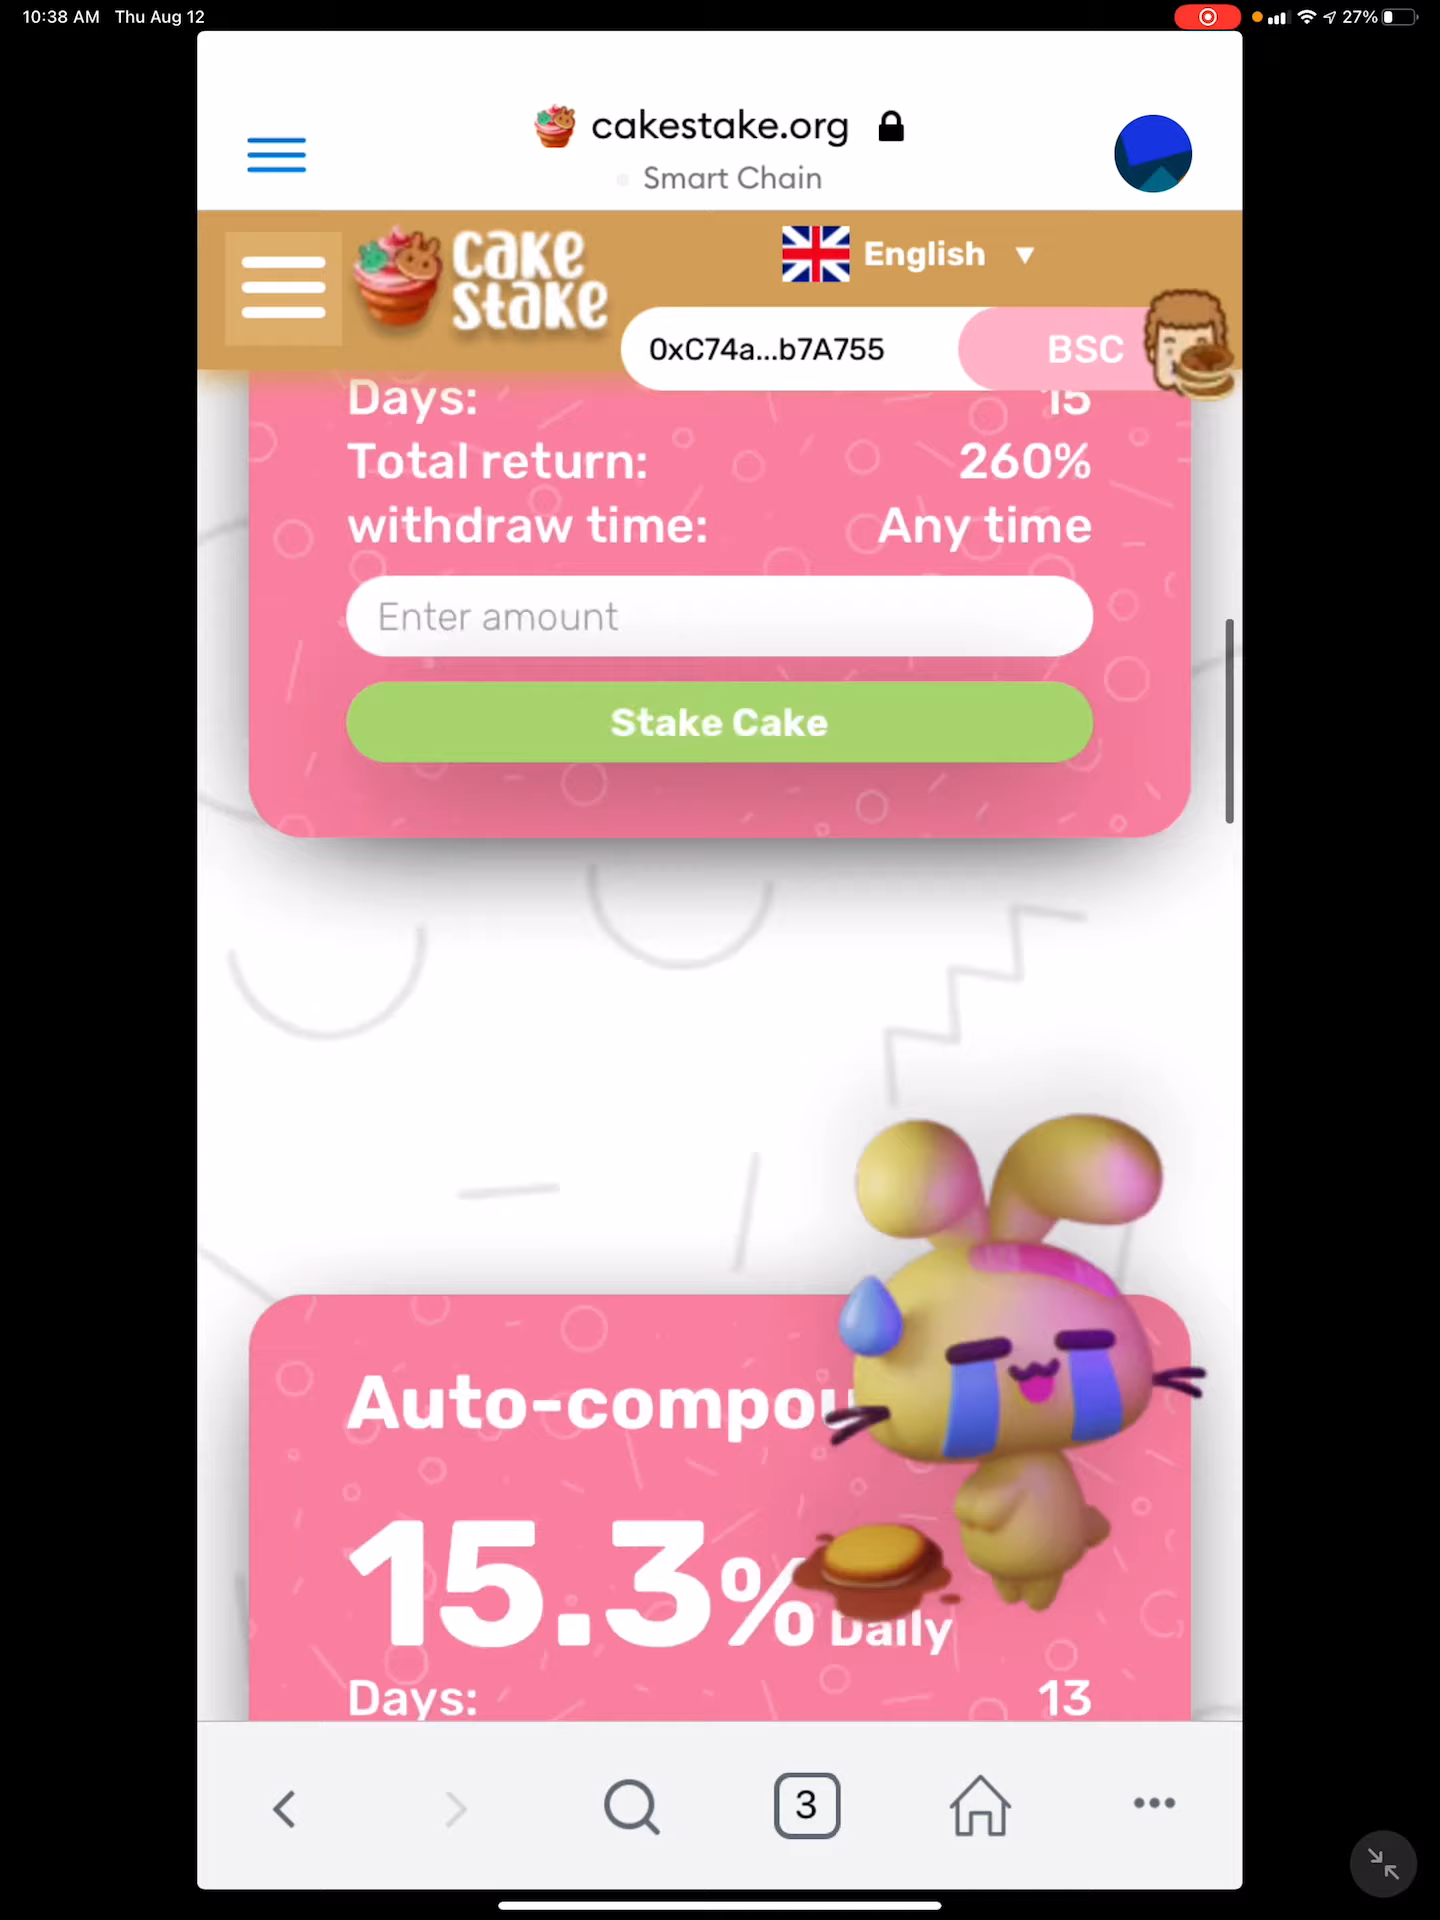 10:38 AM Thu Aug 12
27%
cakestake.org
Smart Chain
cake
stake
English ▼
0xC74a...b7A755
BSC
Days: 15
Total return: 260%
withdraw time: Any time
Enter amount
Stake Cake
Auto-compou
15.3% Daily
Days: 13
3